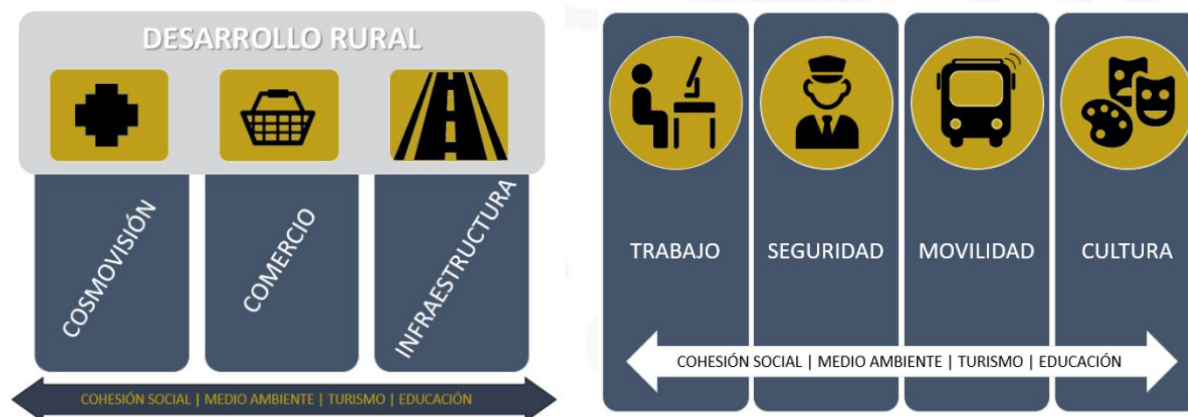 DESARROLLO RURAL
COSMOVISIÓN
COMERCIO
INFRAESTRUCTURA
COHESIÓN SOCIAL | MEDIO AMBIENTE | TURISMO | EDUCACIÓN
TRABAJO
SEGURIDAD
MOVILIDAD
CULTURA
COHESIÓN SOCIAL | MEDIO AMBIENTE | TURISMO | EDUCACIÓN